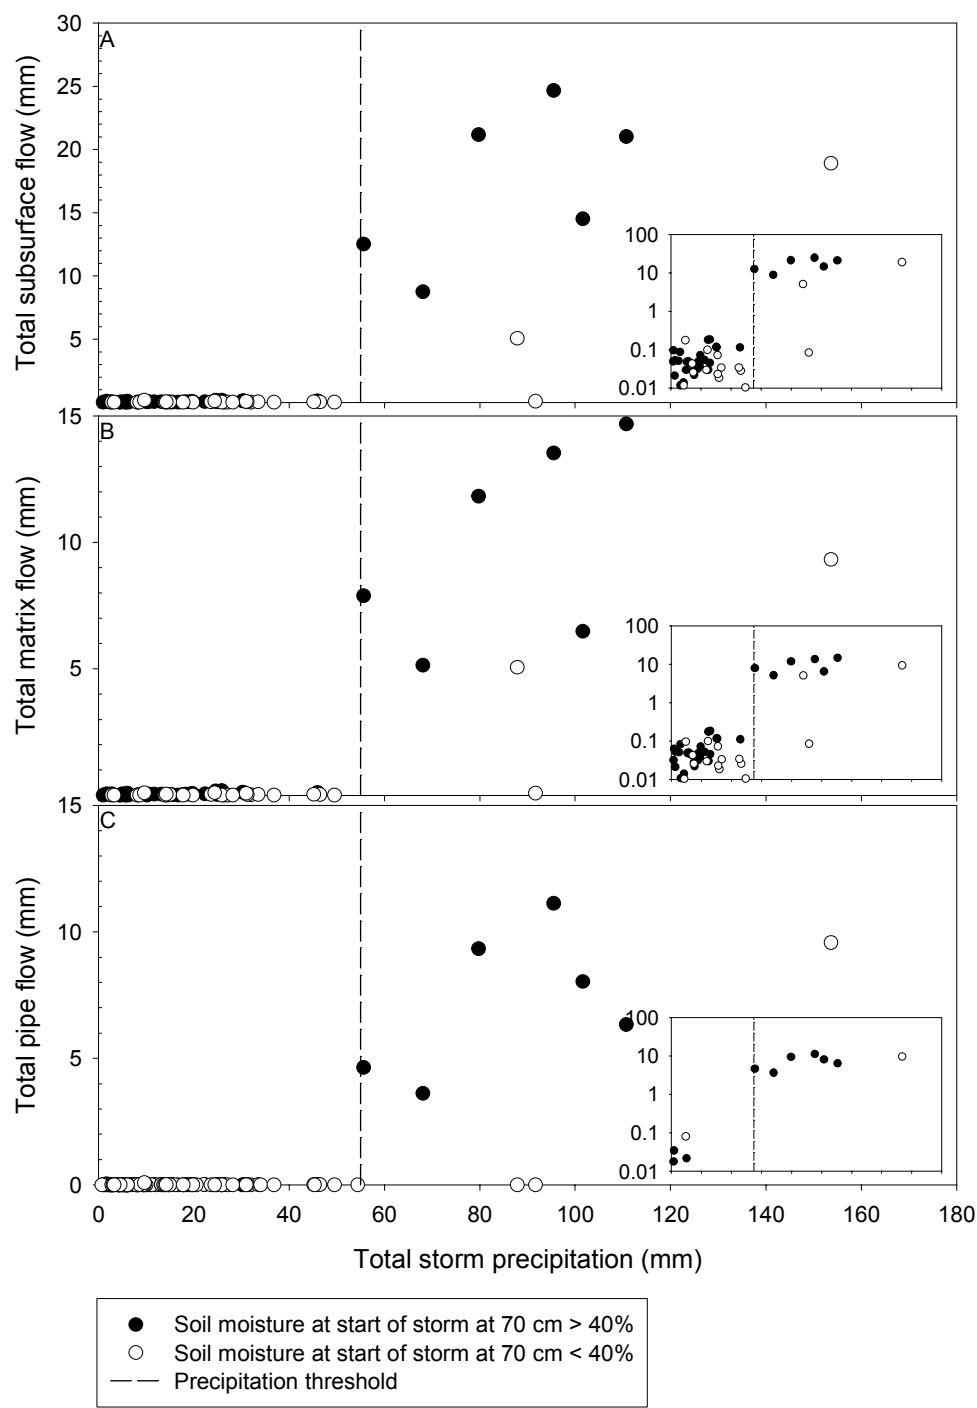 A
30
25
20
15
10
5
Total subsurface flow (mm)
100
10
1
0.1
0.01
B
15
10
5
Total matrix flow (mm)
100
10
1
0.1
0.01
C
15
10
5
0
Total pipe flow (mm)
100
10
1
0.1
0.01
0 20 40 60 80 100 120 140 160 180
Total storm precipitation (mm)
Soil moisture at start of storm at 70 cm > 40%
Soil moisture at start of storm at 70 cm < 40%
Precipitation threshold